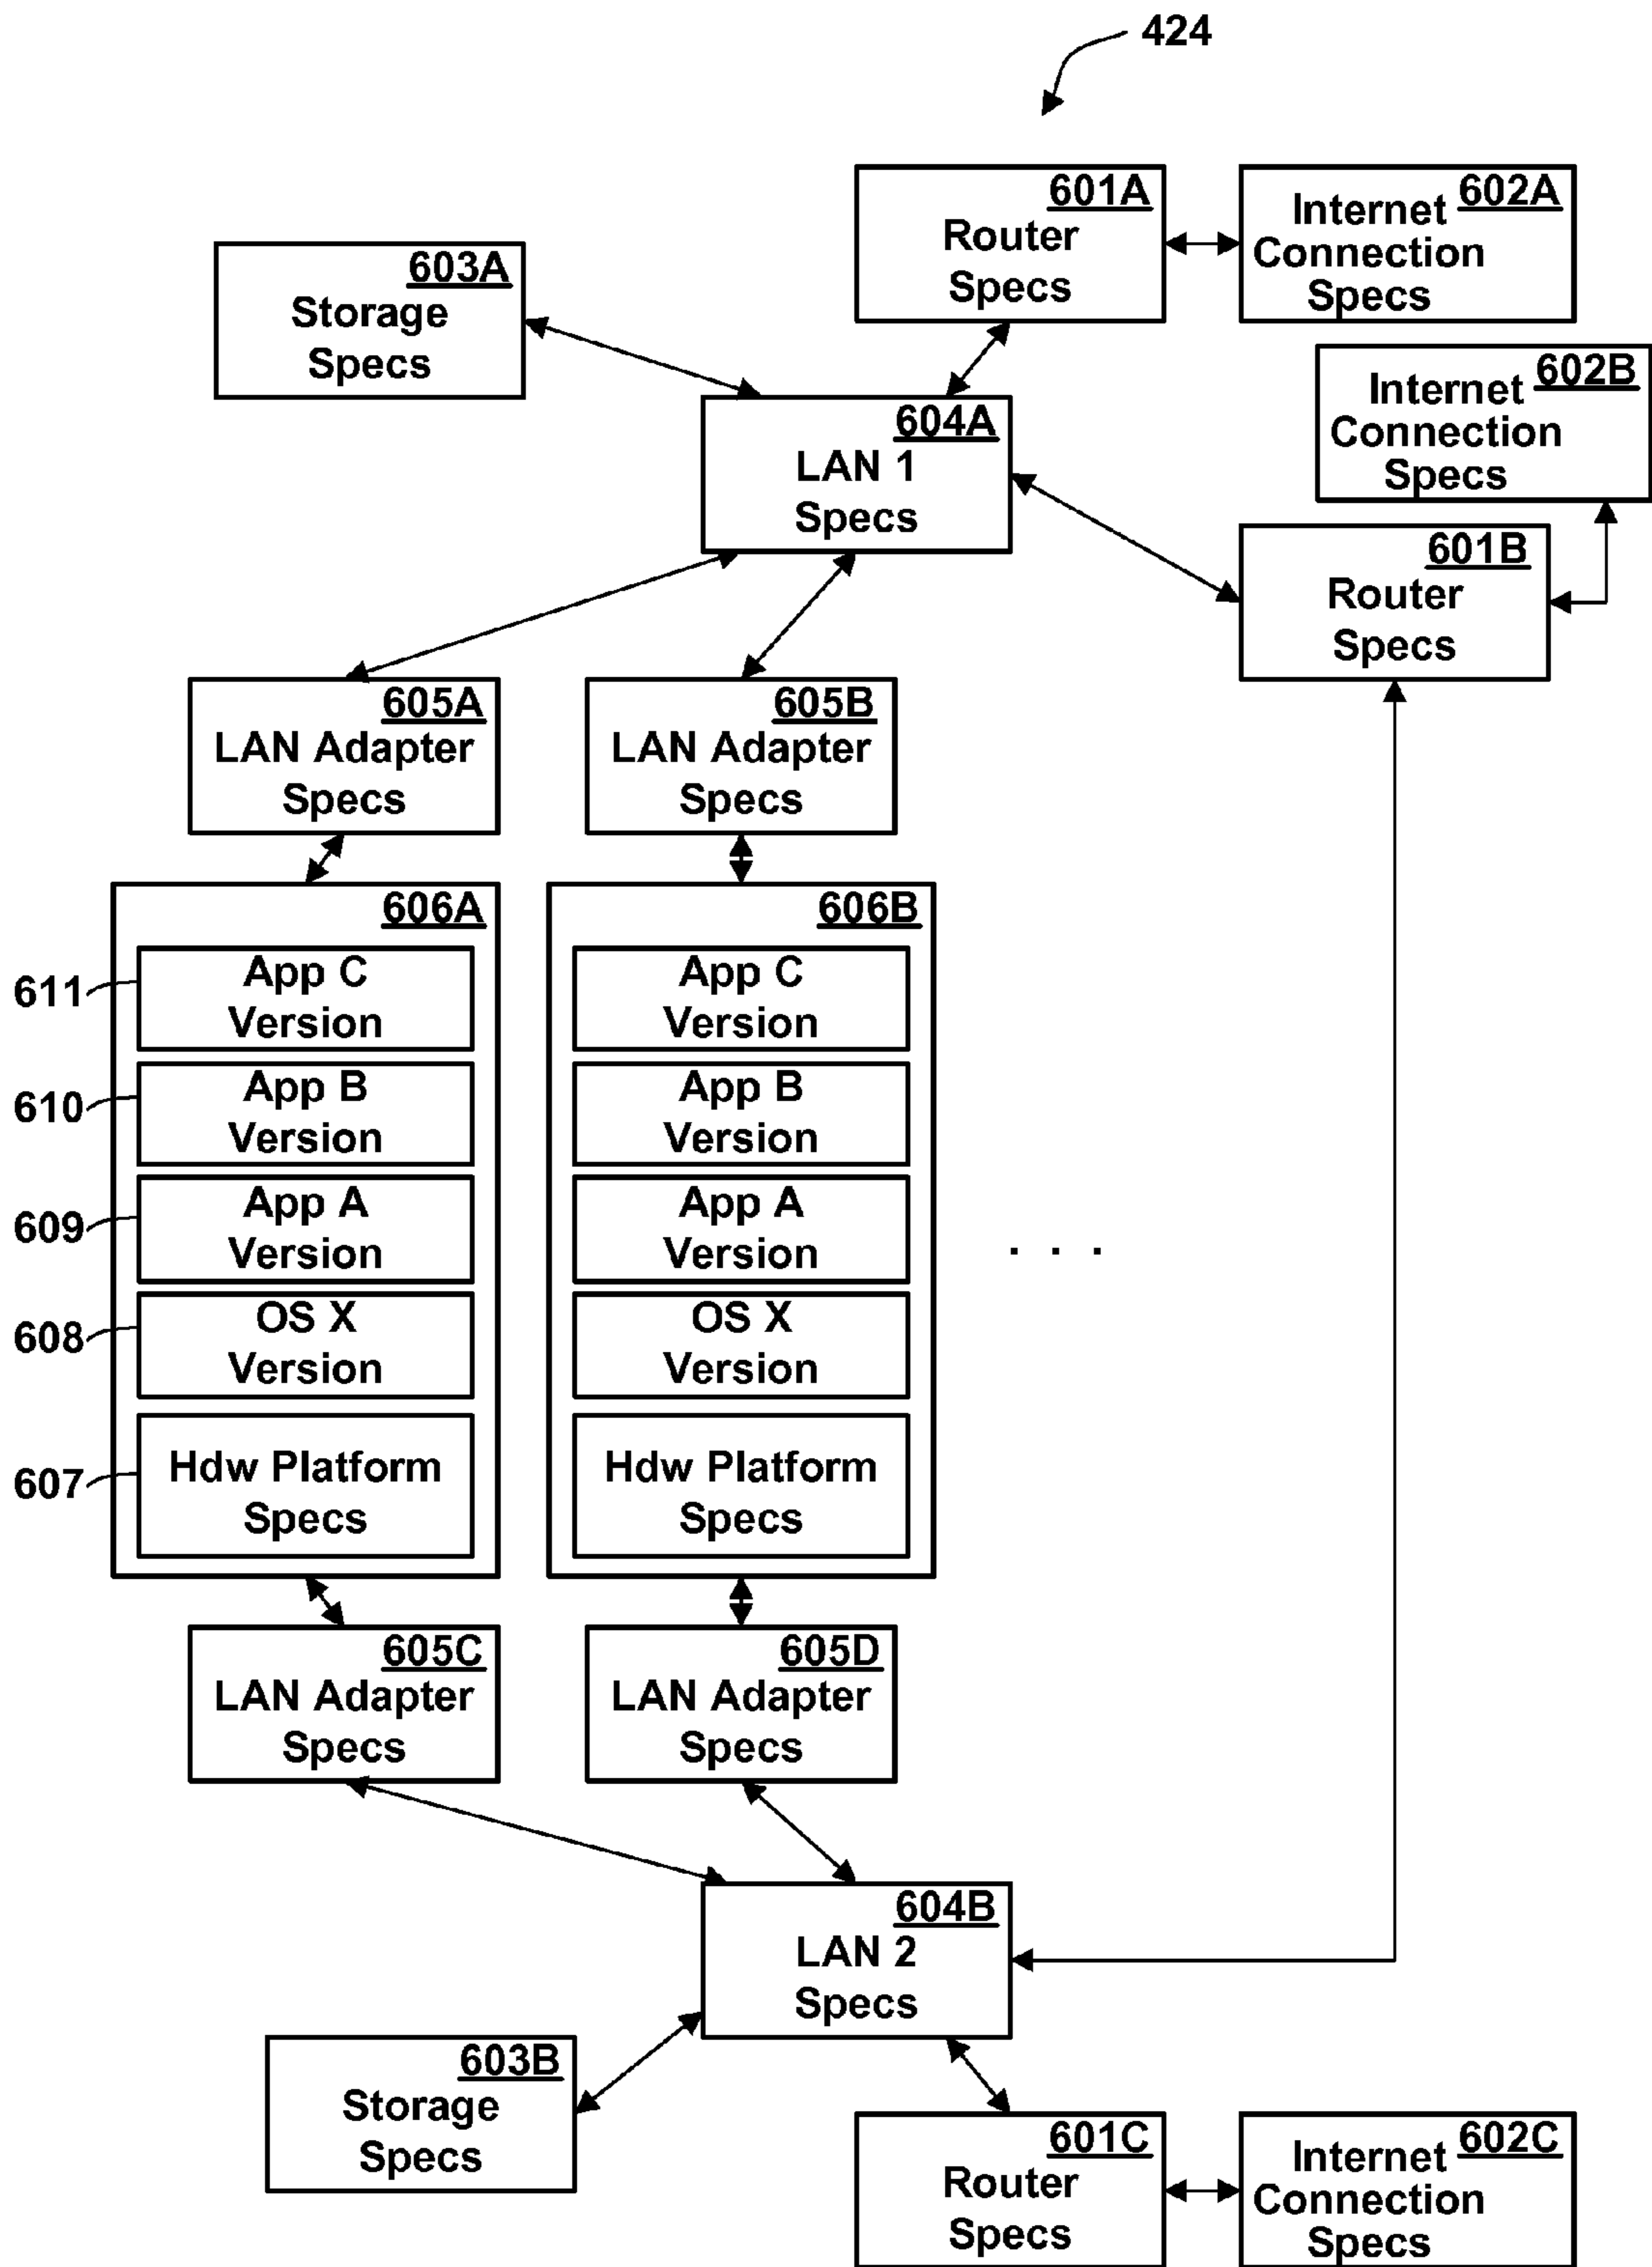 424
601A
Router
Specs
602A
Internet
Connection
Specs
603A
Storage
Specs
602B
Internet
Connection
Specs
604A
LAN 1
Specs
601B
Router
Specs
605A
LAN Adapter
Specs
605B
LAN Adapter
Specs
606A
611
App C
Version
610
App B
Version
609
App A
Version
608
OS X
Version
607
Hdw Platform
Specs
606B
App C
Version
App B
Version
App A
Version
OS X
Version
Hdw Platform
Specs
. . .
605C
LAN Adapter
Specs
605D
LAN Adapter
Specs
604B
LAN 2
Specs
603B
Storage
Specs
601C
Router
Specs
602C
Internet
Connection
Specs